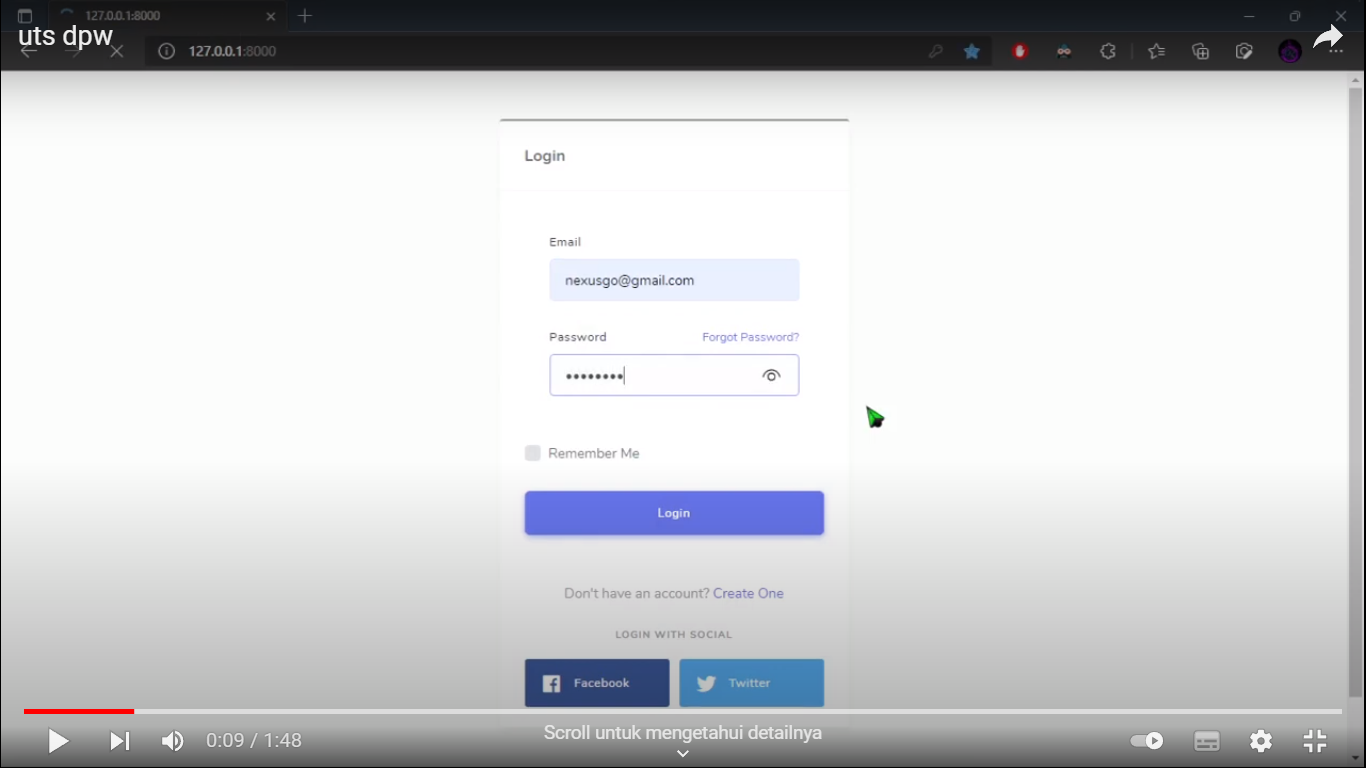 127.0.0.1:8000
uts dpw
127.0.0.1:8000
Login
Email
nexusgo@gmail.com
Password
Forgot Password?
Remember Me
Login
Don't have an account? Create One
LOGIN WITH SOCIAL
Facebook
Twitter
0:09 / 1:48
Scroll untuk mengetahui detailnya